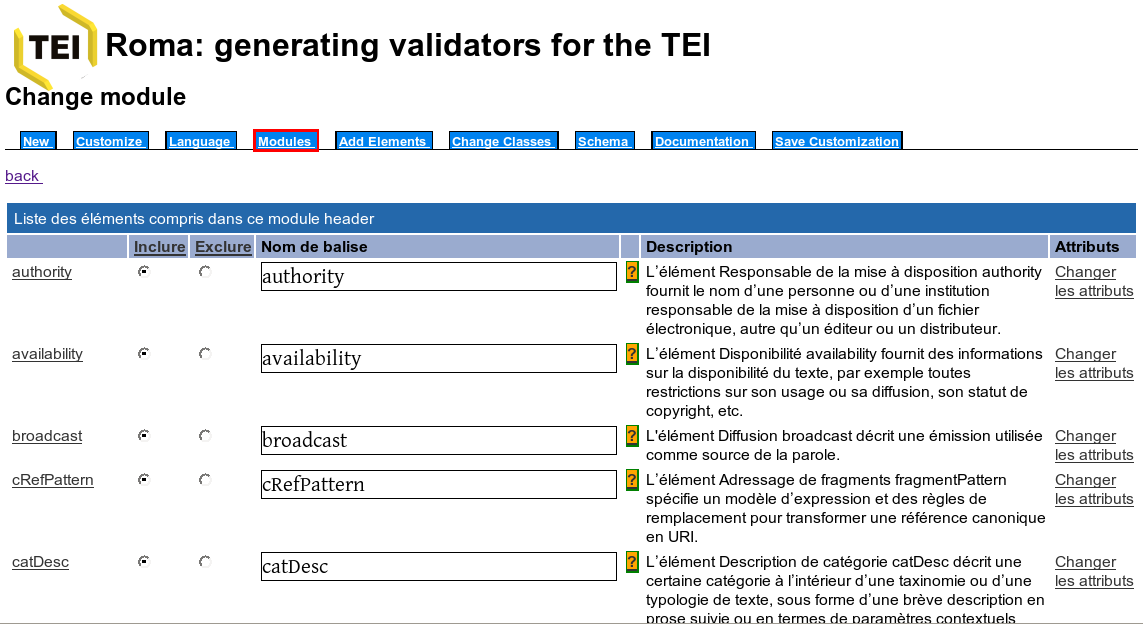 TEI Roma: generating validators for the TEI
Change module
New Customize Language Modules Add Elements Change Classes Schema Documentation Save Customization
back
Liste des éléments compris dans ce module header
Inclure Exclure Nom de balise Description Attributs
authority authority ? L’élément Responsable de la mise à disposition authority Changer
fournit le nom d’une personne ou d’une institution les attributs
responsable de la mise à disposition d’un fichier
électronique, autre qu’un éditeur ou un distributeur.
availability availability ? L’élément Disponibilité availability fournit des informations Changer
sur la disponibilité du texte, par exemple toutes les attributs
restrictions sur son usage ou sa diffusion, son statut de
copyright, etc.
broadcast broadcast ? L'élément Diffusion broadcast décrit une émission utilisée Changer
comme source de la parole. les attributs
cRefPattern cRefPattern ? L’élément Adressage de fragments fragmentPattern Changer
spécifie un modèle d’expression et des règles de les attributs
remplacement pour transformer une référence canonique
en URI.
catDesc catDesc ? L’élément Description de catégorie catDesc décrit une Changer
certaine catégorie à l’intérieur d’une taxinomie ou d’une les attributs
typologie de texte, sous forme d’une brève description en
prose suivie ou en termes de paramètres contextuels